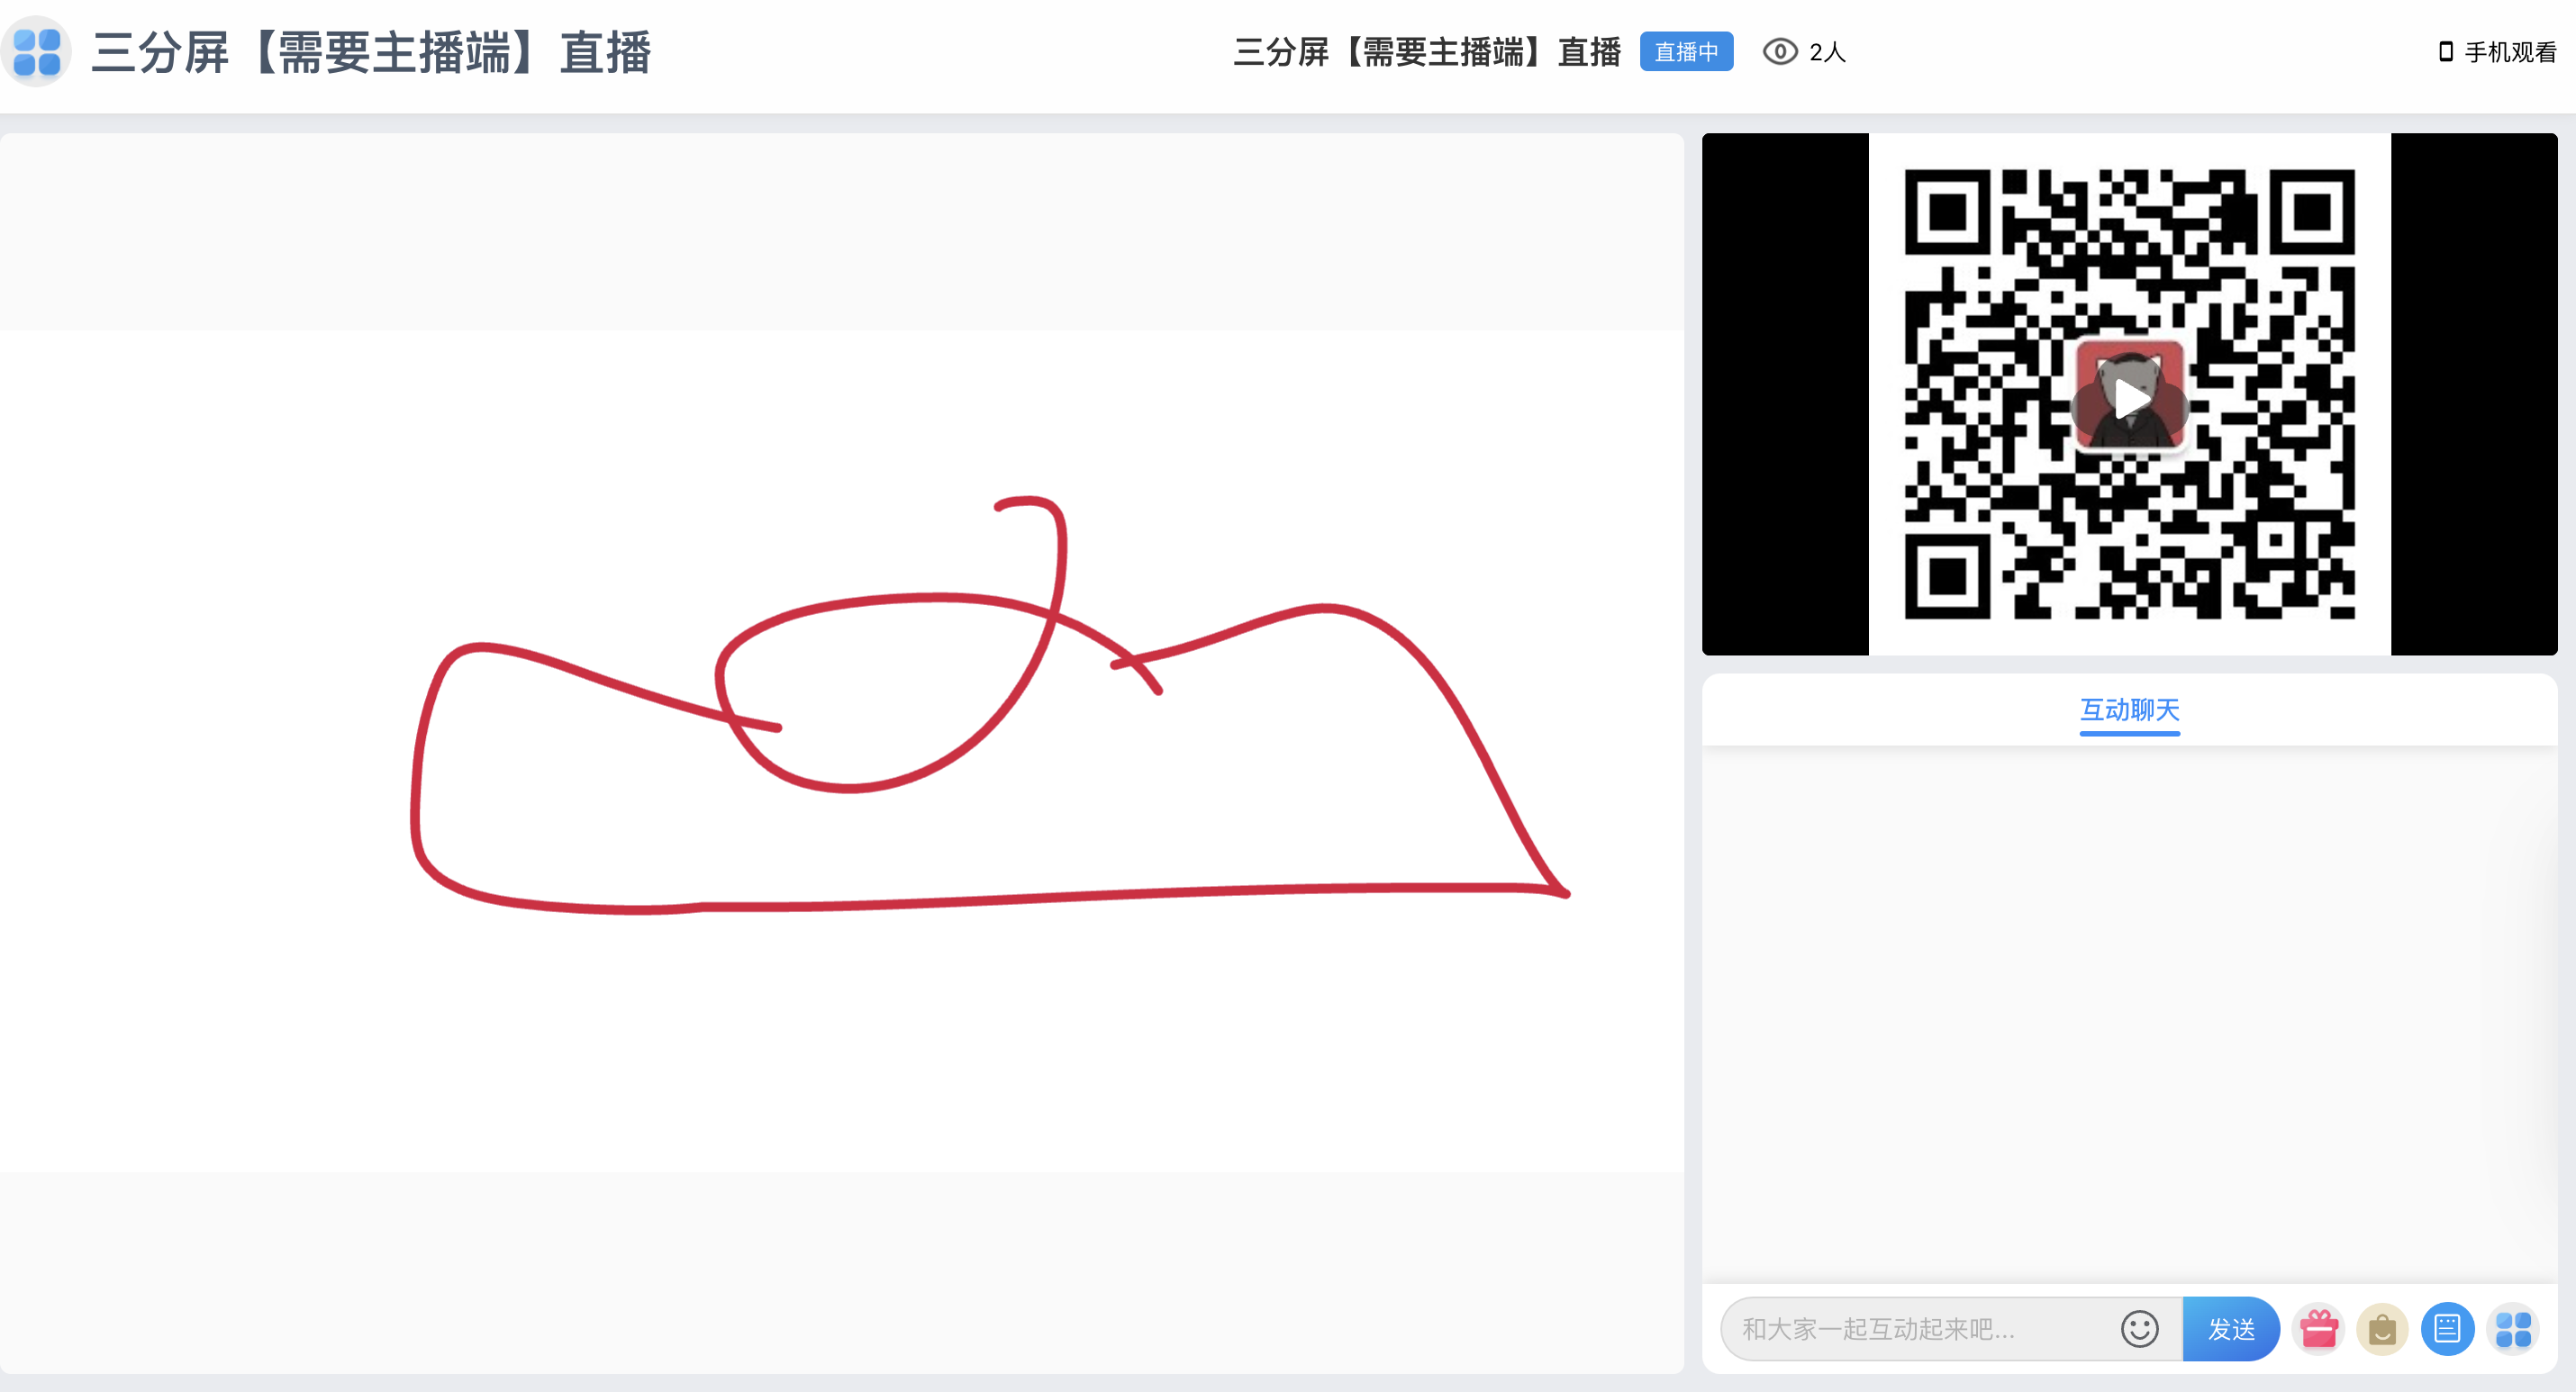 三分屏【需要主播端】直播
三分屏【需要主播端】直播 直播中 2人
手机观看
互动聊天
和大家一起互动起来吧...
发送